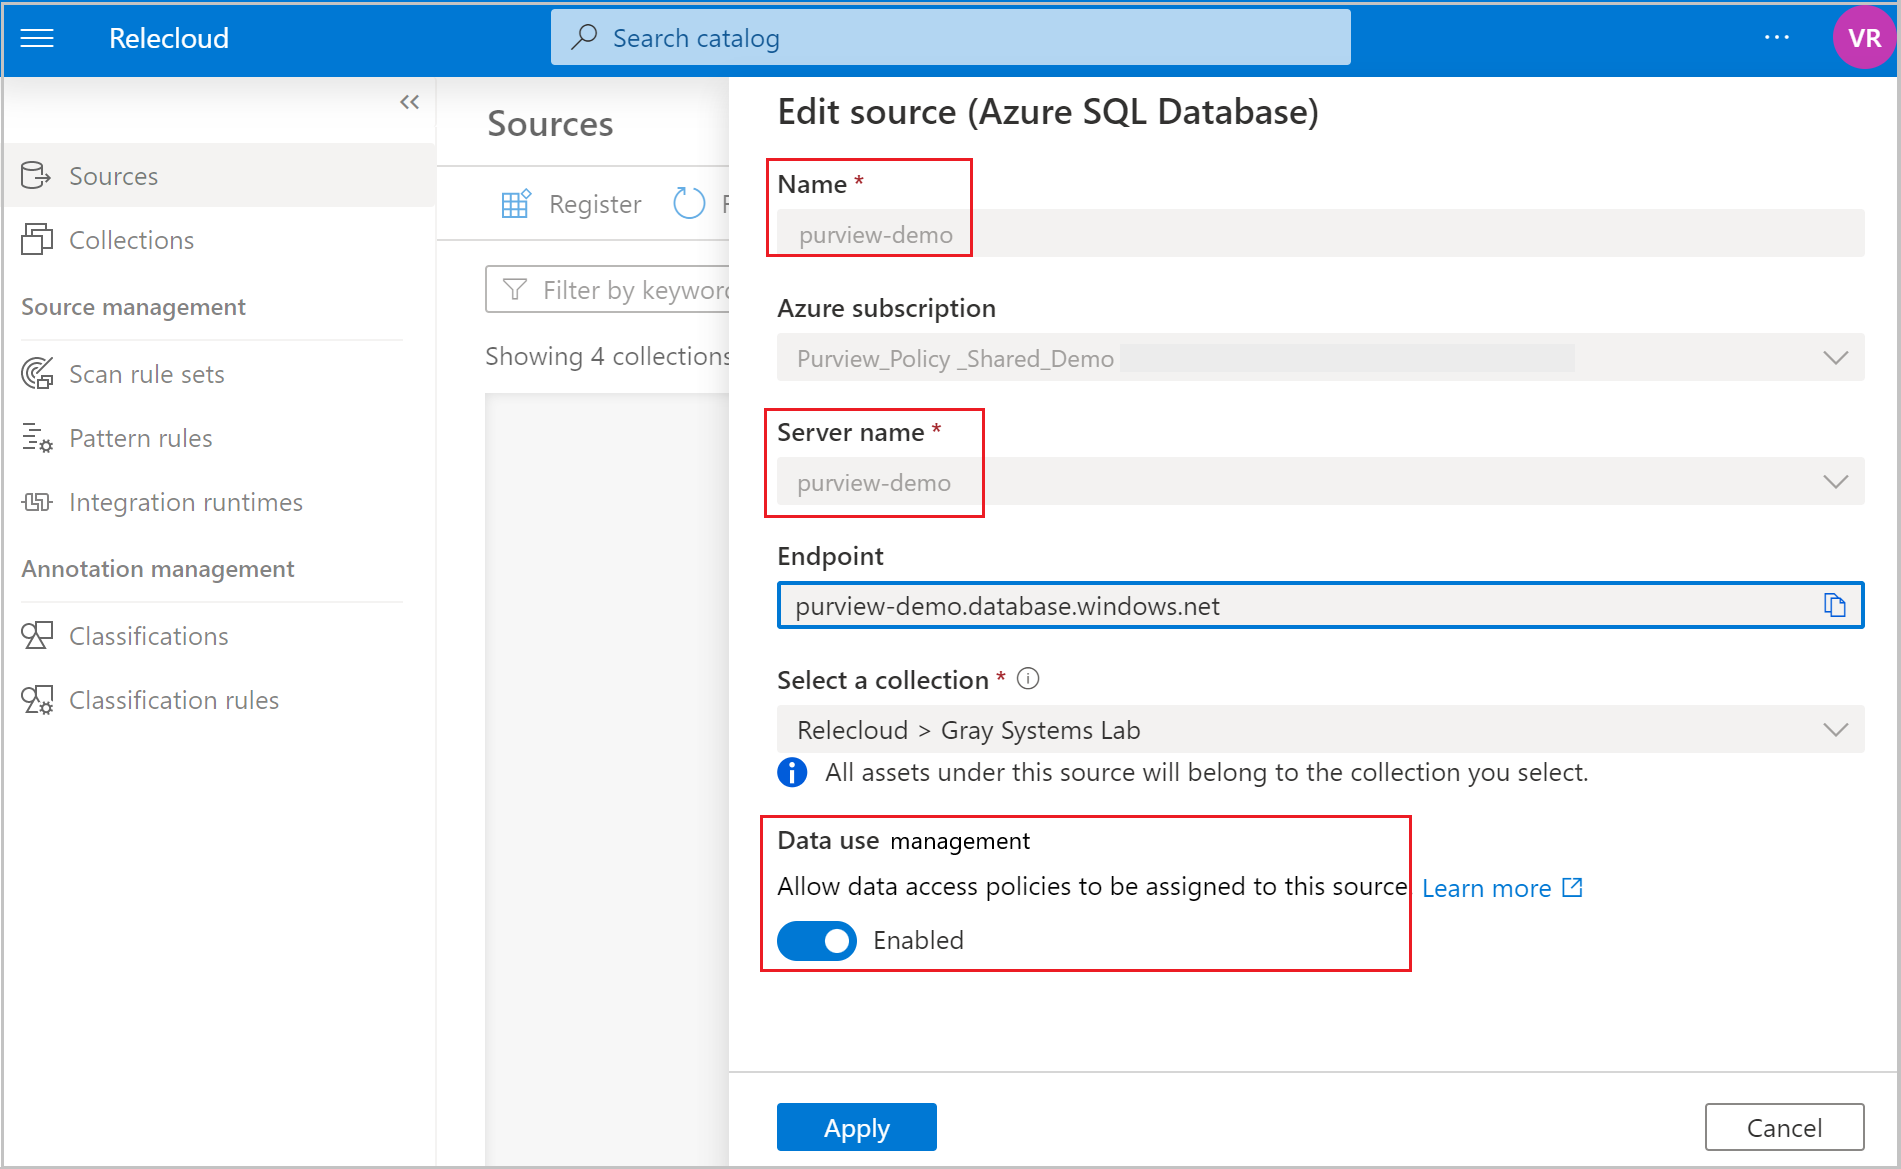 Relecloud
Search catalog
...
VR
Sources
Collections
Source management
Scan rule sets
Pattern rules
Integration runtimes
Annotation management
Classifications
Classification rules
Sources
Register
Filter by keyword
Showing 4 collections
Edit source (Azure SQL Database)
Name *
purview-demo
Azure subscription
Purview_Policy _Shared_Demo
Server name *
purview-demo
Endpoint
purview-demo.database.windows.net
Select a collection *
Relecloud > Gray Systems Lab
All assets under this source will belong to the collection you select.
Data use management
Allow data access policies to be assigned to this source Learn more
Enabled
Apply
Cancel